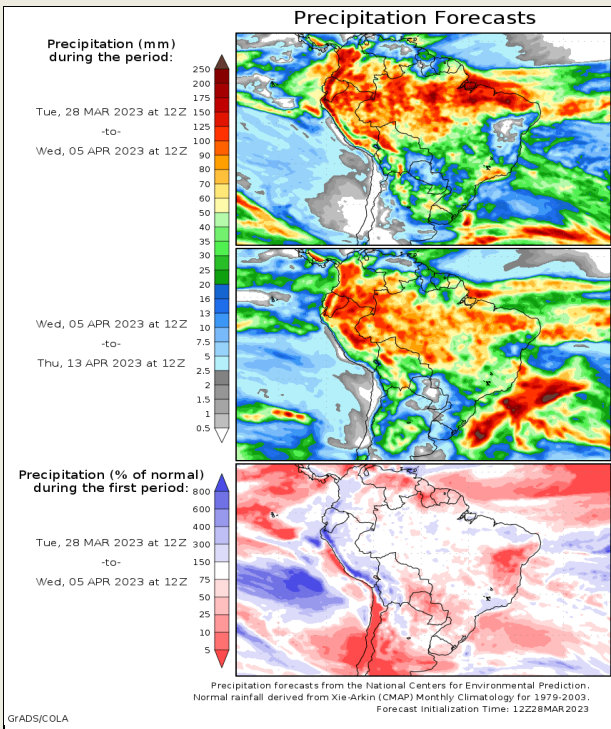 Precipitation Forecasts
Precipitation (mm)
during the period:
Tue, 28 MAR 2023 at 12Z
-to-
Wed, 05 APR 2023 at 12Z
250
200
175
150
125
100
90
80
70
60
50
40
35
30
25
20
16
13
10
7.5
5
2.5
2
1.5
1
0.5
Wed, 05 APR 2023 at 12Z
-to-
Thu, 13 APR 2023 at 12Z
Precipitation (% of normal)
during the first period:
Tue, 28 MAR 2023 at 12Z
-to-
Wed, 05 APR 2023 at 12Z
800
600
400
300
150
75
50
25
10
5
Precipitation forecasts from the National Centers for Environmental Prediction.
Normal rainfall derived from Xie-Arkin (CMAP) Monthly Climatology for 1979-2003.
Forecast Initialization Time: 12Z28MAR2023
GrADS/COLA